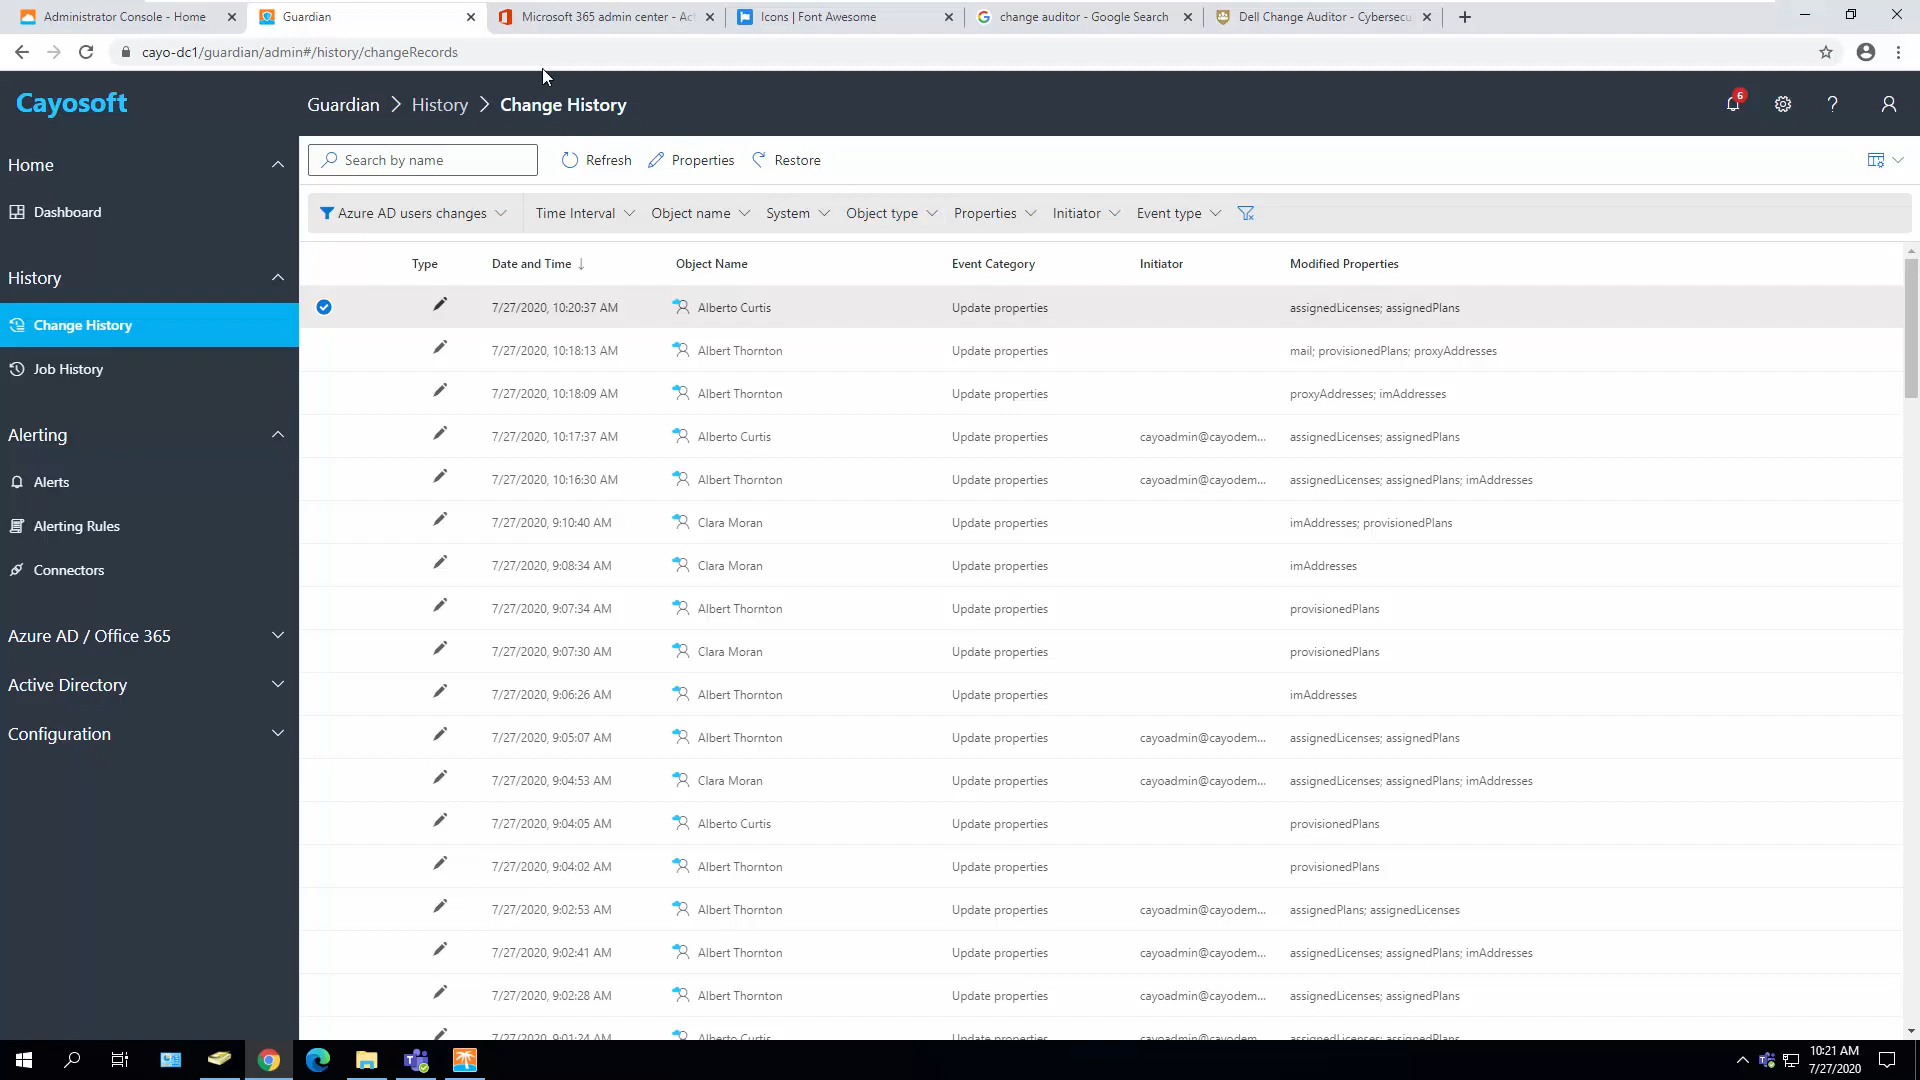 Administrator Console - Home
Guardian
Microsoft 365 admin center - Act
Icons | Font Awesome
change auditor - Google Search
Dell Change Auditor - Cybersecu
cayo-dc1/guardian/admin#/history/changeRecords
Cayosoft
Guardian > History > Change History
6
?
Home
Dashboard
History
Change History
Job History
Alerting
Alerts
Alerting Rules
Connectors
Azure AD / Office 365
Active Directory
Configuration
Search by name
Refresh
Properties
Restore
Azure AD users changes
Time Interval
Object name
System
Object type
Properties
Initiator
Event type
Type Date and Time ↓ Object Name Event Category Initiator Modified Properties
7/27/2020, 10:20:37 AM Alberto Curtis Update properties assignedLicenses; assignedPlans
7/27/2020, 10:18:13 AM Albert Thornton Update properties mail; provisionedPlans; proxyAddresses
7/27/2020, 10:18:09 AM Albert Thornton Update properties proxyAddresses; imAddresses
7/27/2020, 10:17:37 AM Alberto Curtis Update properties cayoadmin@cayodem... assignedLicenses; assignedPlans
7/27/2020, 10:16:30 AM Albert Thornton Update properties cayoadmin@cayodem... assignedLicenses; assignedPlans; imAddresses
7/27/2020, 9:10:40 AM Clara Moran Update properties imAddresses; provisionedPlans
7/27/2020, 9:08:34 AM Clara Moran Update properties imAddresses
7/27/2020, 9:07:34 AM Albert Thornton Update properties provisionedPlans
7/27/2020, 9:07:30 AM Clara Moran Update properties provisionedPlans
7/27/2020, 9:06:26 AM Albert Thornton Update properties imAddresses
7/27/2020, 9:05:07 AM Albert Thornton Update properties cayoadmin@cayodem... assignedLicenses; assignedPlans
7/27/2020, 9:04:53 AM Clara Moran Update properties cayoadmin@cayodem... assignedLicenses; assignedPlans; imAddresses
7/27/2020, 9:04:05 AM Alberto Curtis Update properties provisionedPlans
7/27/2020, 9:04:02 AM Albert Thornton Update properties provisionedPlans
7/27/2020, 9:02:53 AM Albert Thornton Update properties cayoadmin@cayodem... assignedPlans; assignedLicenses
7/27/2020, 9:02:41 AM Albert Thornton Update properties cayoadmin@cayodem... assignedLicenses; assignedPlans; imAddresses
7/27/2020, 9:02:28 AM Albert Thornton Update properties cayoadmin@cayodem... assignedLicenses; assignedPlans
7/27/2020, 9:01:24 AM Alberto Curtis Update properties cayoadmin@cayodem... assignedLicenses; assignedPlans
10:21 AM
7/27/2020